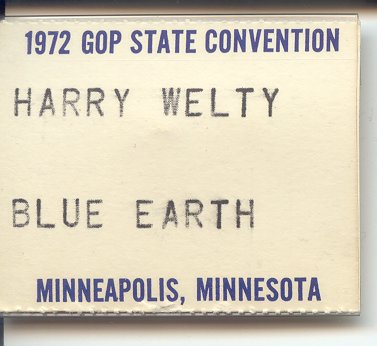 1972 GOP STATE CONVENTION
HARRY WELTY
BLUE EARTH
MINNEAPOLIS, MINNESOTA